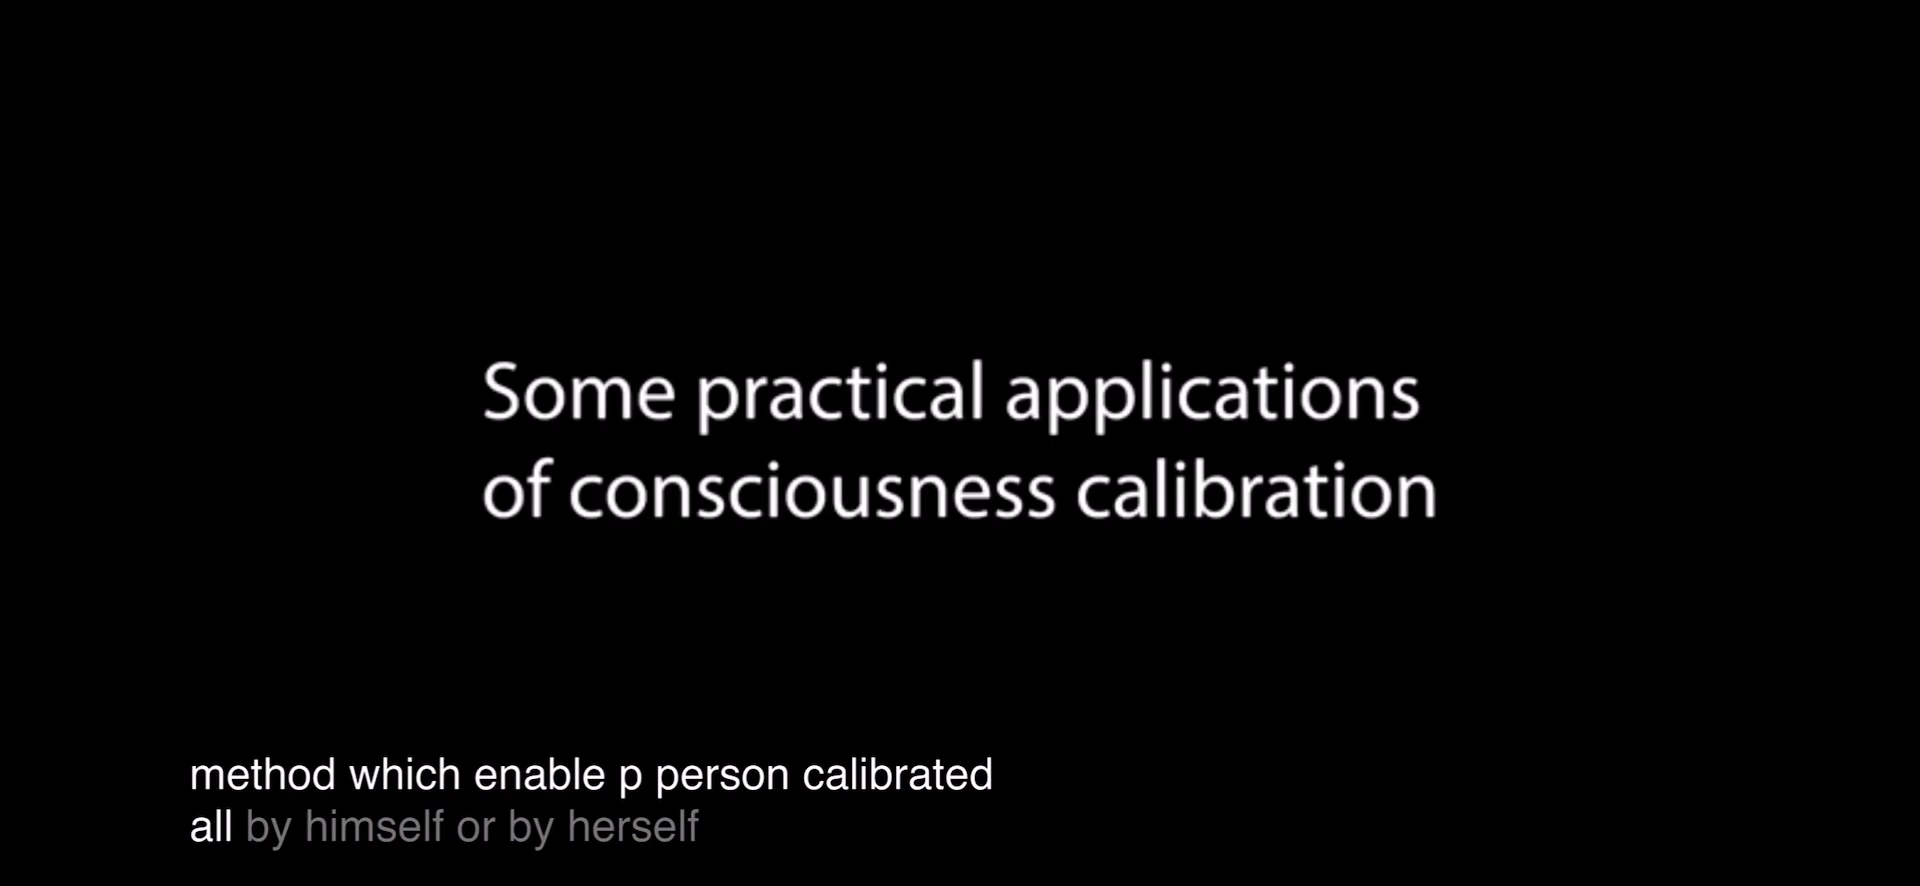 Some practical applications
of consciousness calibration
method which enable p person calibrated
all by himself or by herself